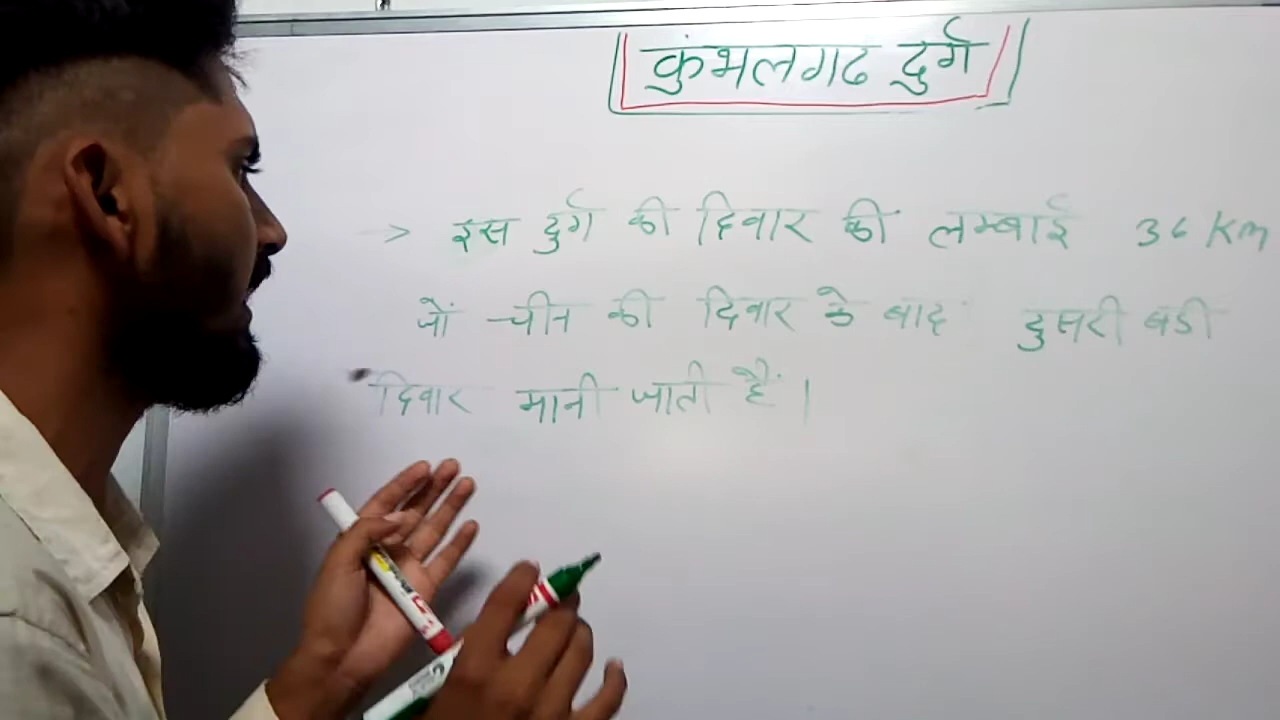 कुंभलगढ दुर्ग
> इस दुर्ग की दिवार की लम्बाई 36 Km
जों चीन की दिवार के बाद दुसरी बडी
दिवार मानी जाती हैं।